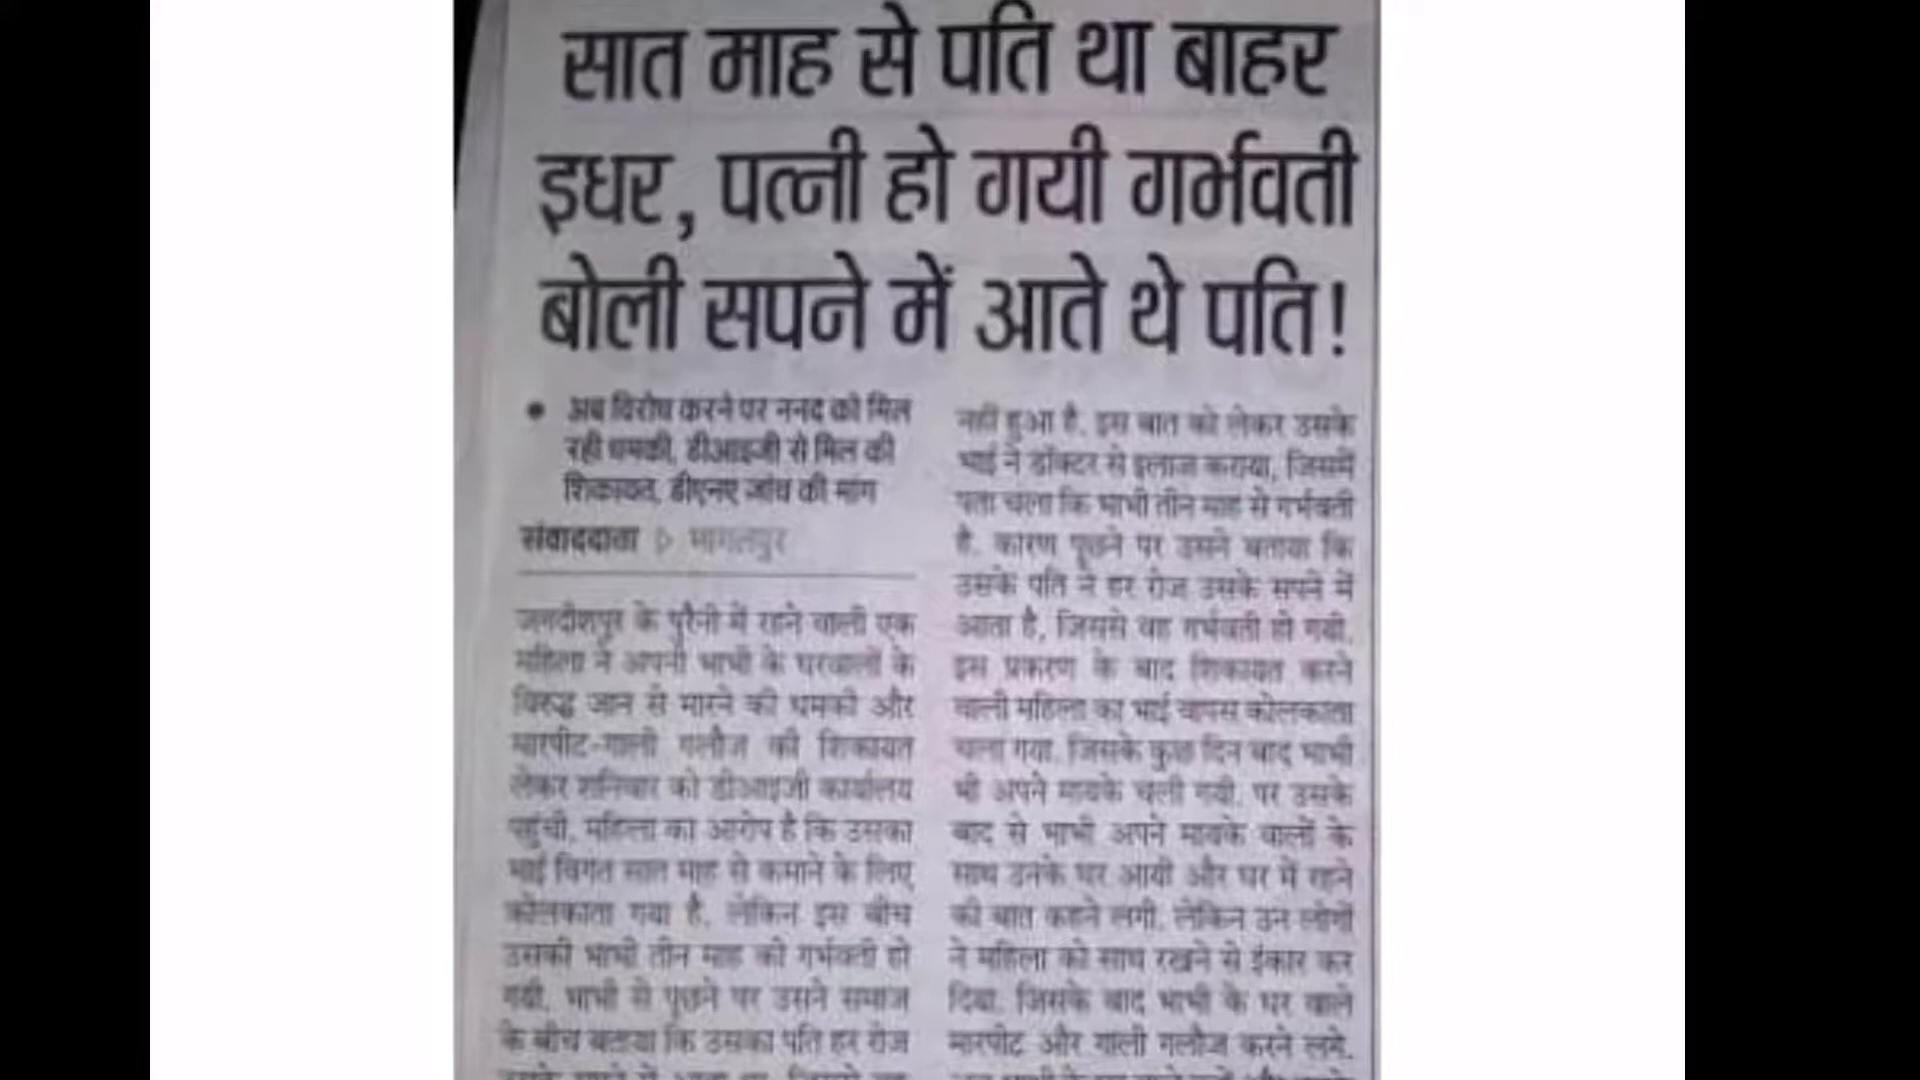 सात माह से पति था बाहर
इधर, पत्नी हो गयी गर्भवती
बोली सपने में आते थे पति!
• अब विरोध करने पर ननद को मिल
रही धमकी, डीआइजी से मिल की
शिकायत, डीएनए जांच की मांग
संवाददाता ▷ भागलपुर
जगदीशपुर के पुरैनी में रहने वाली एक
महिला ने अपनी भाभी के घरवालों के
विरुद्ध जान से मारने की धमकी और
मारपीट-गाली गलौज की शिकायत
लेकर शनिवार को डीआइजी कार्यालय
पहुंची. महिला का आरोप है कि उसका
भाई विगत सात माह से कमाने के लिए
कोलकाता गया है. लेकिन इस बीच
उसकी भाभी तीन माह की गर्भवती हो
गयी. भाभी से पूछने पर उसने समाज
के बीच बताया कि उसका पति हर रोज
नहीं हुआ है. इस बात को लेकर उसके
भाई ने डॉक्टर से इलाज कराया, जिसमें
पता चला कि भाभी तीन माह से गर्भवती
है. कारण पूछने पर उसने बताया कि
उसके पति ने हर रोज उसके सपने में
आता है, जिससे वह गर्भवती हो गयी.
इस प्रकरण के बाद शिकायत करने
वाली महिला का भाई वापस कोलकाता
चला गया. जिसके कुछ दिन बाद भाभी
भी अपने मायके चली गयी. पर उसके
बाद से भाभी अपने मायके वालों के
साथ उनके घर आयी और घर में रहने
की बात कहने लगी. लेकिन उन लोगों
ने महिला को साथ रखने से इंकार कर
दिया. जिसके बाद भाभी के घर वाले
मारपीट और गाली गलौज करने लगे.